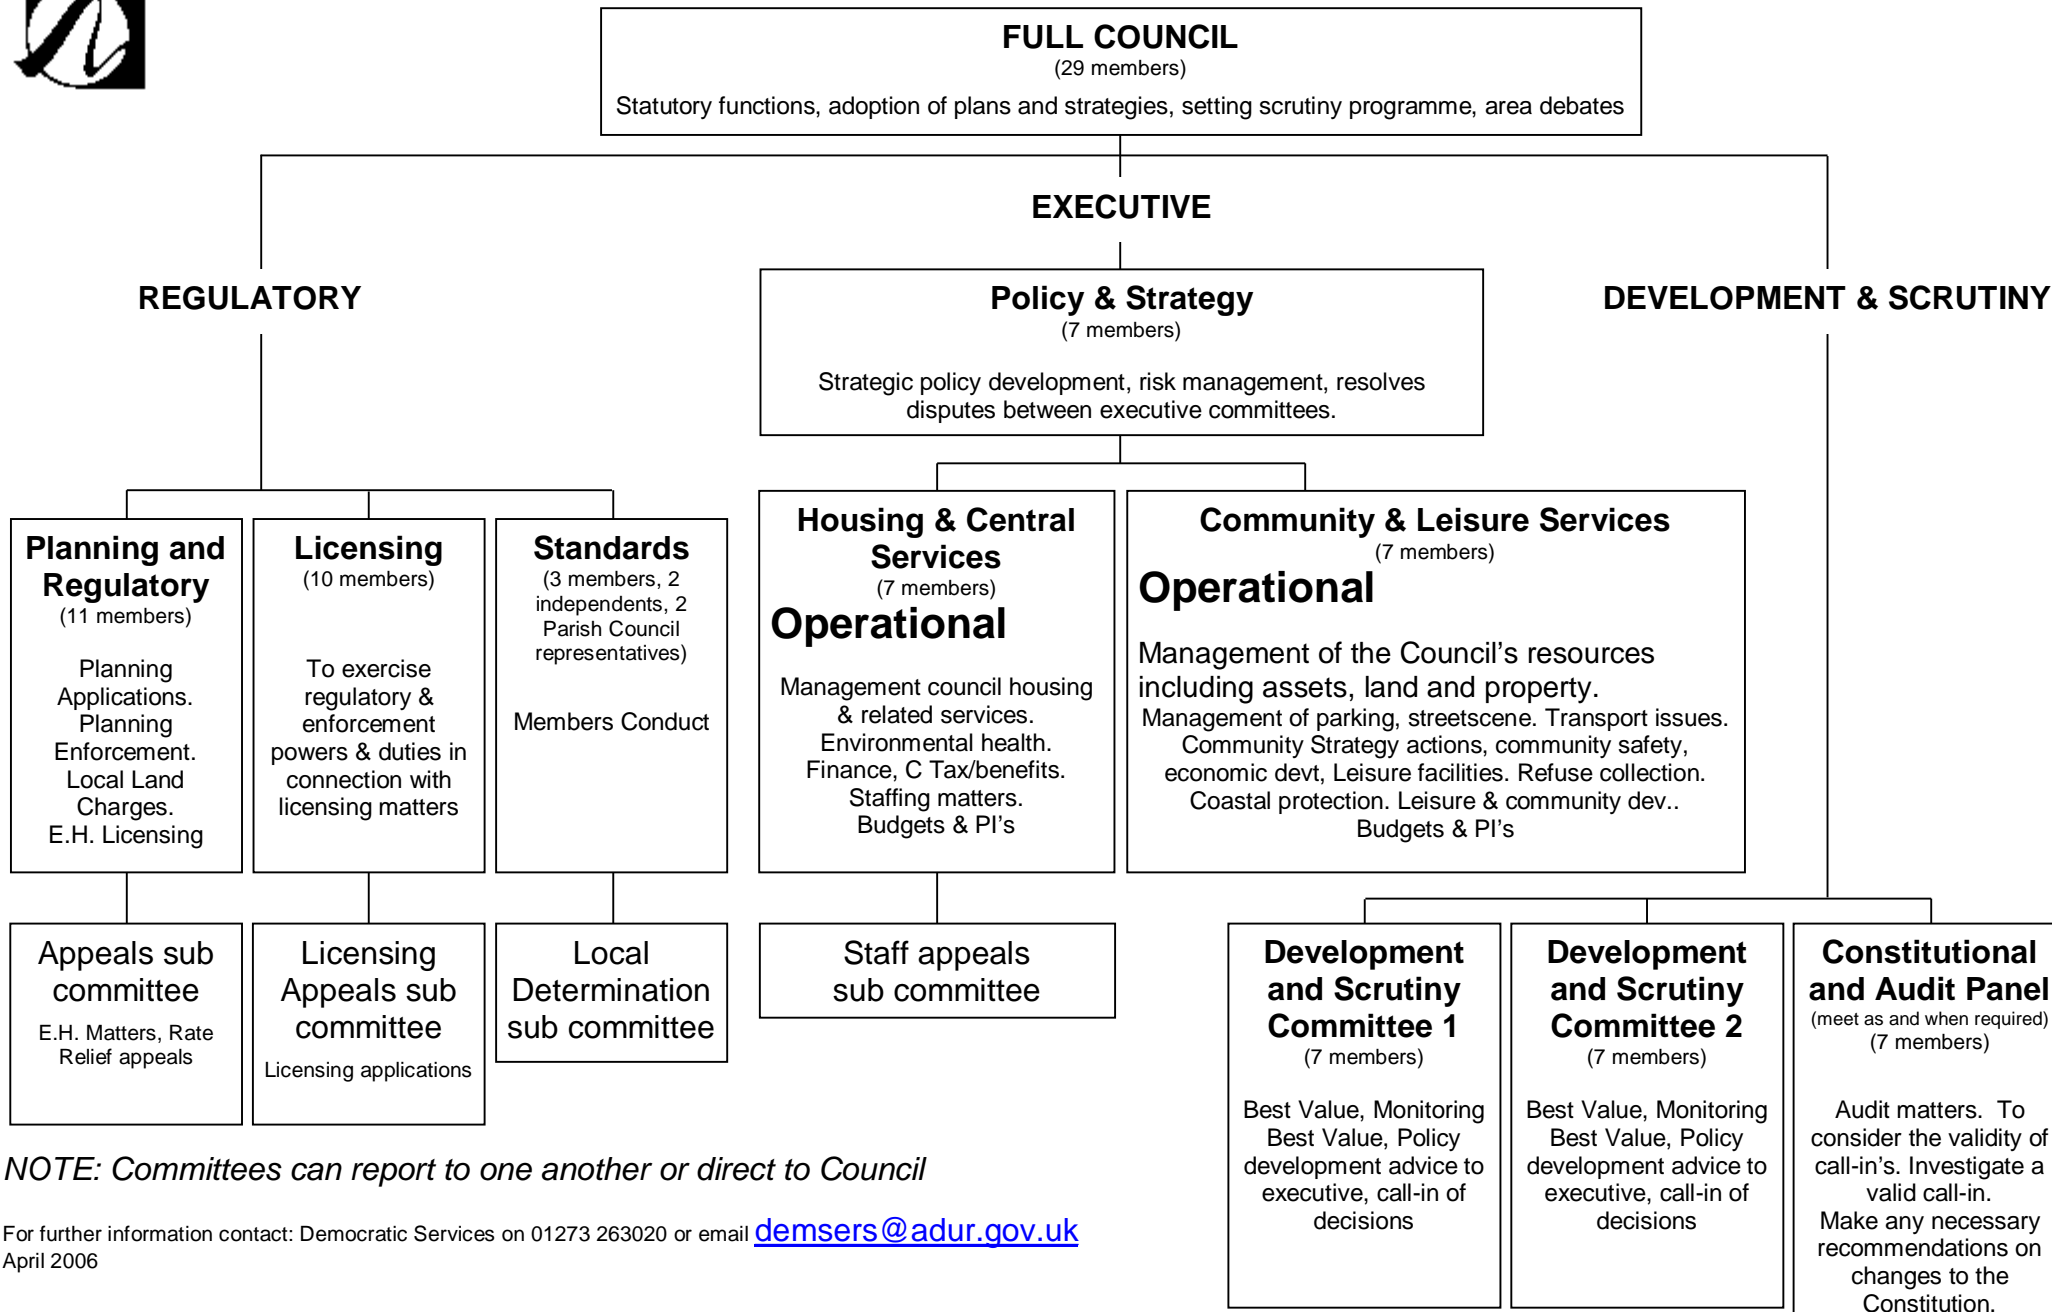 FULL COUNCIL
(29 members)
Statutory functions, adoption of plans and strategies, setting scrutiny programme, area debates
EXECUTIVE
REGULATORY
Policy & Strategy
(7 members)
Strategic policy development, risk management, resolves
disputes between executive committees.
DEVELOPMENT & SCRUTINY
Planning and
Regulatory
(11 members)
Planning
Applications.
Planning
Enforcement.
Local Land
Charges.
E.H. Licensing
Licensing
(10 members)
To exercise
regulatory &
enforcement
powers & duties in
connection with
licensing matters
Standards
(3 members, 2
independents, 2
Parish Council
representatives)
Members Conduct
Housing & Central
Services
(7 members)
Operational
Management council housing
& related services.
Environmental health.
Finance, C Tax/benefits.
Staffing matters.
Budgets & PI’s
Community & Leisure Services
(7 members)
Operational
Management of the Council’s resources
including assets, land and property.
Management of parking, streetscene. Transport issues.
Community Strategy actions, community safety,
economic devt, Leisure facilities. Refuse collection.
Coastal protection. Leisure & community dev..
Budgets & PI’s
Appeals sub
committee
E.H. Matters, Rate
Relief appeals
Licensing
Appeals sub
committee
Licensing applications
Local
Determination
sub committee
Staff appeals
sub committee
Development
and Scrutiny
Committee 1
(7 members)
Best Value, Monitoring
Best Value, Policy
development advice to
executive, call-in of
decisions
Development
and Scrutiny
Committee 2
(7 members)
Best Value, Monitoring
Best Value, Policy
development advice to
executive, call-in of
decisions
Constitutional
and Audit Panel
(meet as and when required)
(7 members)
Audit matters.  To
consider the validity of
call-in’s. Investigate a
valid call-in.
Make any necessary
recommendations on
changes to the
Constitution.
NOTE: Committees can report to one another or direct to Council
For further information contact: Democratic Services on 01273 263020 or email demsers@adur.gov.uk
April 2006